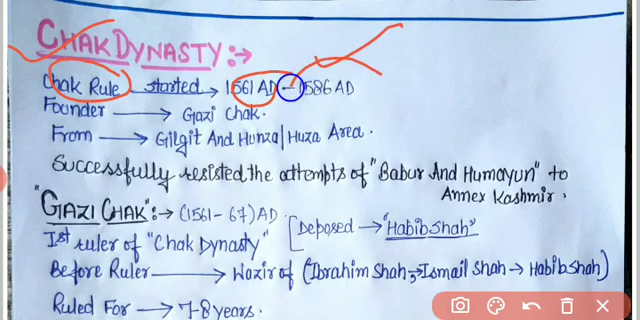 CHAK DYNASTY:→
Chak Rule started → 1561 AD - 1586 AD
Founder → Gazi Chak.
From → Gilgit And Hunza/Huza Area.
Successfully resisted the attempts of "Babur And Humayun" to
Annex Kashmir.
"GAZI CHAK":→ (1561-67) AD.
Ist ruler of "Chak Dynasty" [Deposed → "Habib Shah"
Before Ruler → Wazir of (Ibrahim Shah → Ismail Shah → Habib Shah)
Ruled For → 7-8 years.